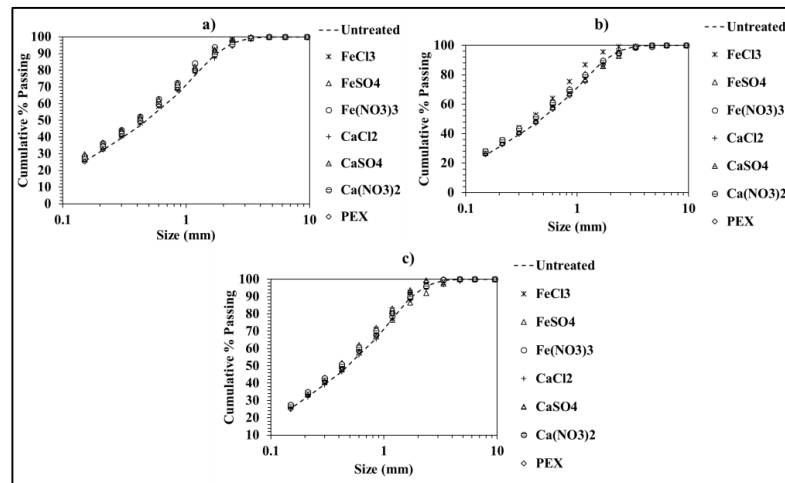 a)
Cumulative % Passing
100
90
80
70
60
50
40
30
20
10
0
0.1
1
10
Size (mm)
Untreated
FeCl3
FeSO4
Fe(NO3)3
CaCl2
CaSO4
Ca(NO3)2
PEX
b)
Cumulative % Passing
100
80
60
40
20
0
0.1
1
10
Size (mm)
Untreated
FeCl3
FeSO4
Fe(NO3)3
CaCl2
CaSO4
Ca(NO3)2
PEX
c)
Cumulative % Passing
100
90
80
70
60
50
40
30
20
10
0.1
1
10
Size (mm)
Untreated
FeCl3
FeSO4
Fe(NO3)3
CaCl2
CaSO4
Ca(NO3)2
PEX